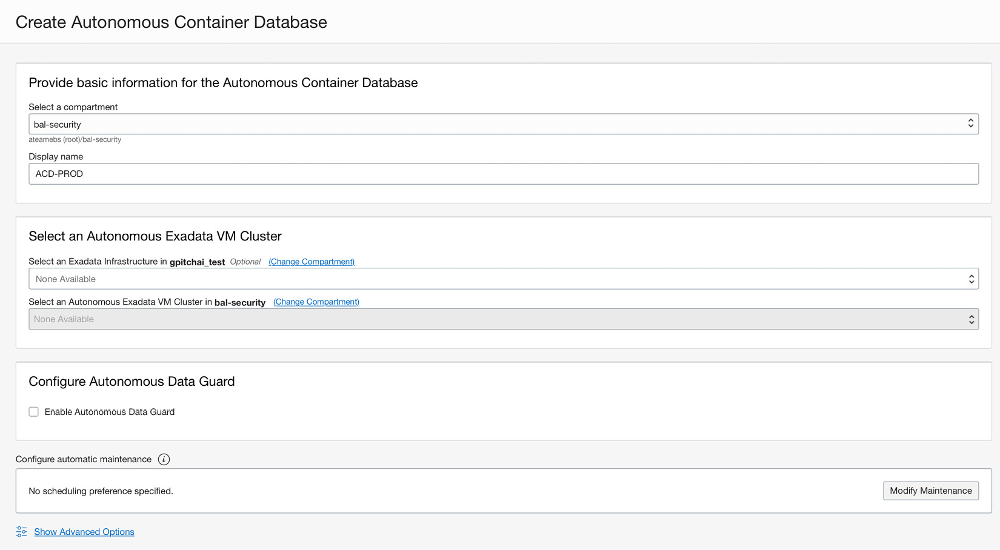 Create Autonomous Container Database
Provide basic information for the Autonomous Container Database
Select a compartment
bal-security
ateamebs (root)/bal-security
Display name
ACD-PROD
Select an Autonomous Exadata VM Cluster
Select an Exadata Infrastructure in gpitchai_test Optional (Change Compartment)
None Available
Select an Autonomous Exadata VM Cluster in bal-security (Change Compartment)
None Available
Configure Autonomous Data Guard
Enable Autonomous Data Guard
Configure automatic maintenance i
No scheduling preference specified. Modify Maintenance
Show Advanced Options